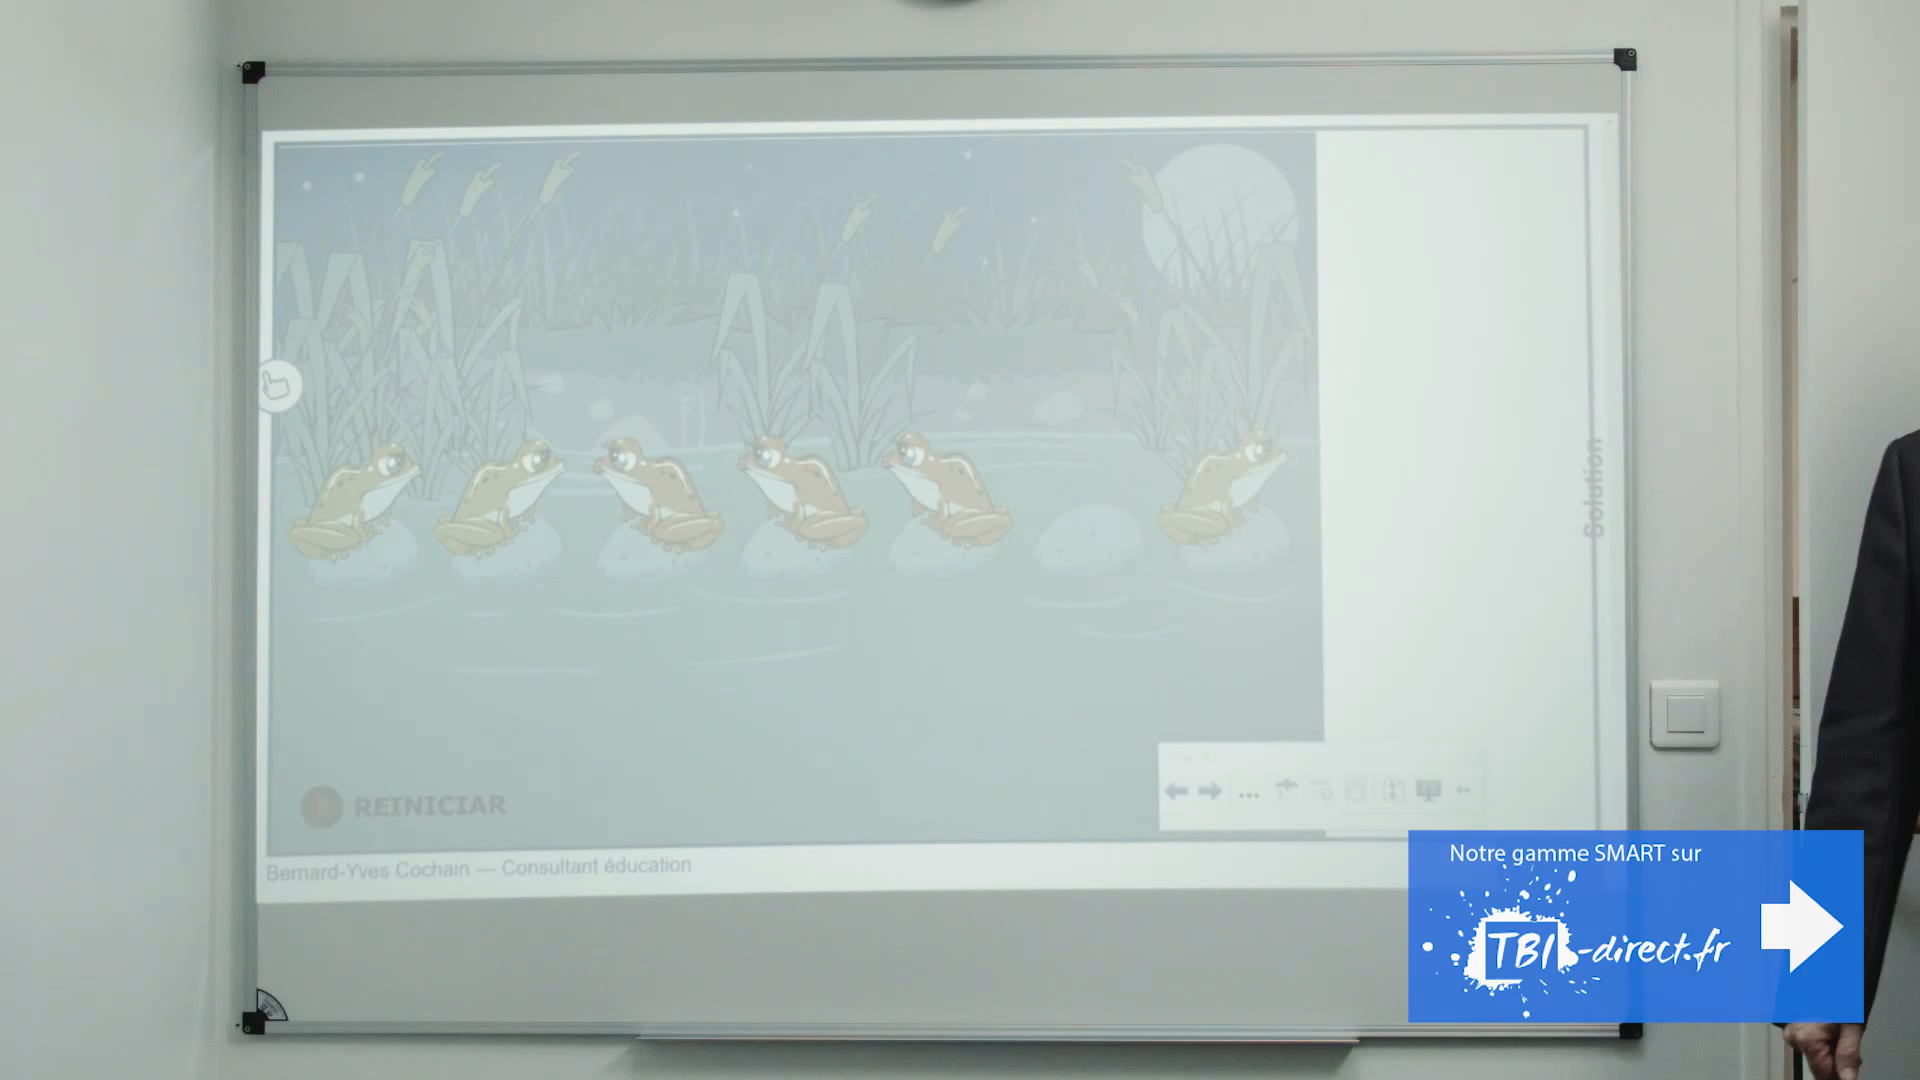 Solution
REINICIAR
Bernard-Yves Cochain — Consultant éducation
Notre gamme SMART sur
TBI-direct.fr